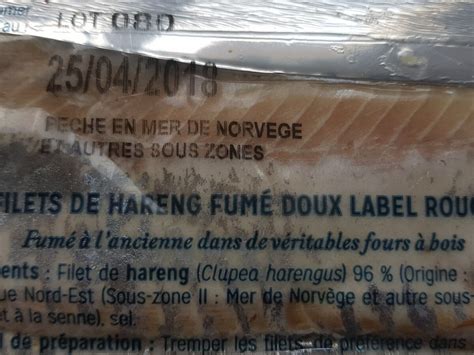 LOT 080
au)
25/04/2018
PECHE EN MER DE NORVEGE
ET AUTRES SOUS ZONES
FILETS DE HARENG FUMÉ DOUX LABEL ROUG
Fumé à l'ancienne dans de véritables fours à bois
ents : Filet de hareng (Clupea harengus) 96 % (Origine :
ue Nord-Est (Sous-zone II : Mer de Norvège et autre sous-
et à la senne), sel.
de préparation : Tremper les filets, de préférence dans